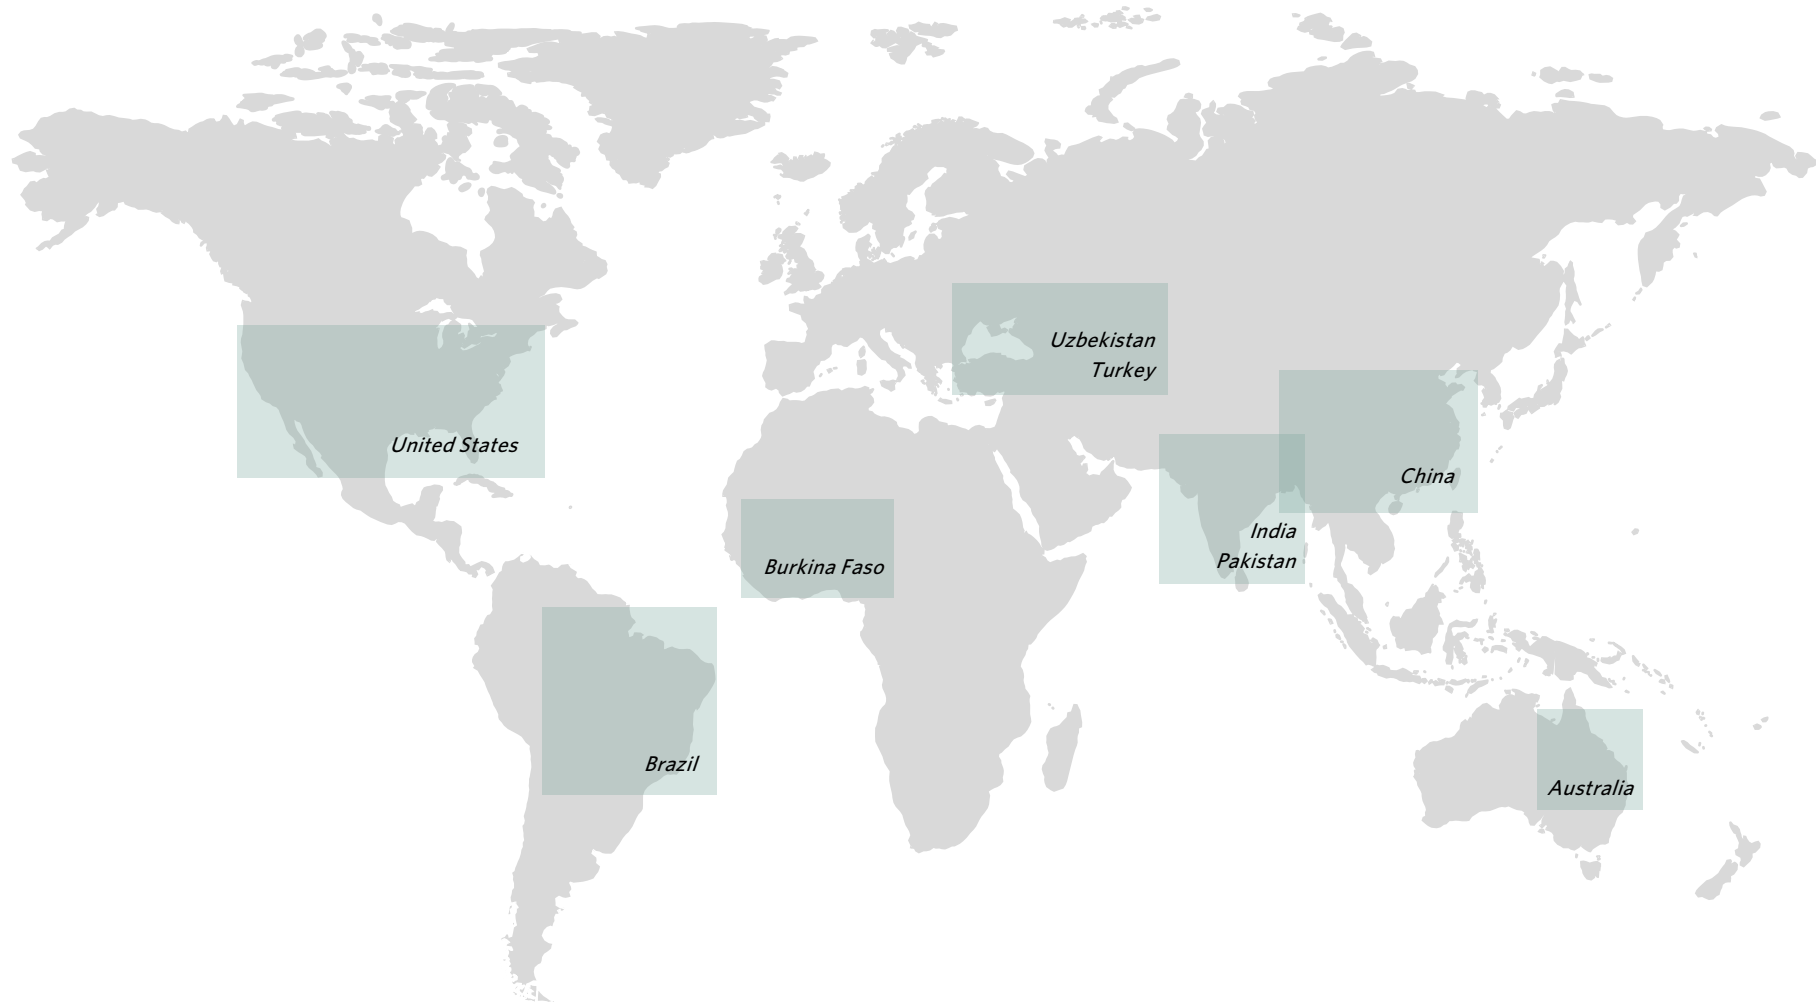 Uzbekistan
Turkey
United States
China
India
Pakistan
Burkina Faso
Brazil
Australia